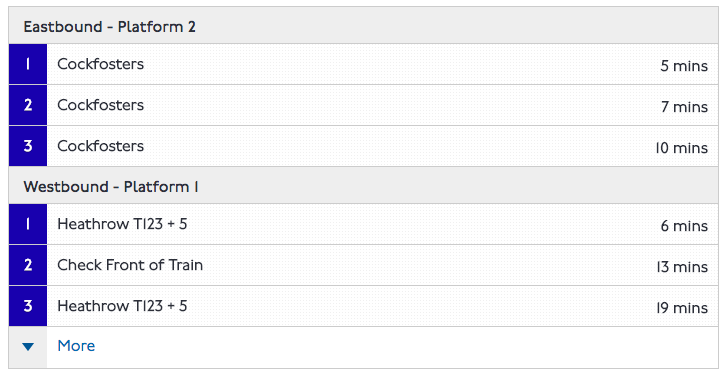 Eastbound - Platform 2
1 Cockfosters 5 mins
2 Cockfosters 7 mins
3 Cockfosters 10 mins
Westbound - Platform 1
1 Heathrow T123 + 5 6 mins
2 Check Front of Train 13 mins
3 Heathrow T123 + 5 19 mins
More